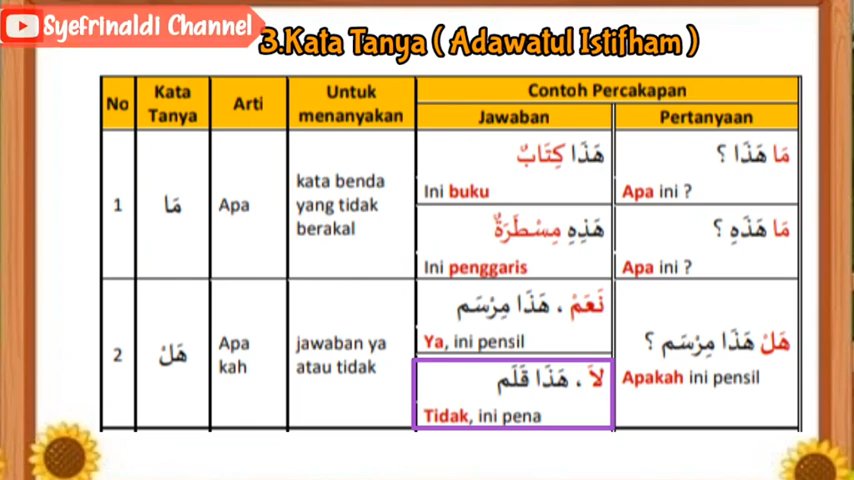 Syefrinaldi Channel
3.Kata Tanya ( Adawatul Istifham )
No
Kata
Tanya
Arti
Untuk
menanyakan
Contoh Percakapan
Jawaban
Pertanyaan
1
مَا
Apa
kata benda
yang tidak
berakal
هَذَا كِتَابٌ
Ini buku
مَا هَذَا ؟
Apa ini ?
هَذِهِ مِسْطَرَةٌ
Ini penggaris
مَا هَذَهِ ؟
Apa ini ?
2
هَلْ
Apa
kah
jawaban ya
atau tidak
نَعَمْ ، هَذَا مِرْسَم
Ya, ini pensil
هَلْ هَذَا مِرْسَم ؟
Apakah ini pensil
لاَ ، هَذَا قَلَم
Tidak, ini pena